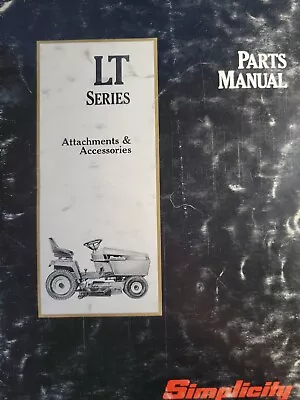 LT
SERIES
Attachments &
Accessories
PARTS
MANUAL
Simplicity